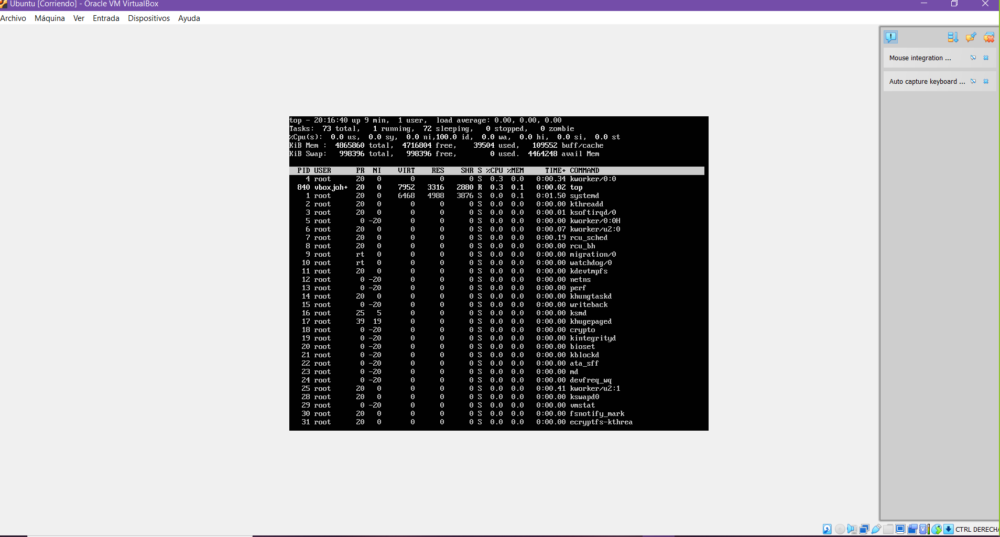 Ubuntu [Corriendo] - Oracle VM VirtualBox
Archivo Máquina Ver Entrada Dispositivos Ayuda
Mouse integration ...
Auto capture keyboard ...
top - 20:16:40 up 9 min,  1 user,  load average: 0.00, 0.00, 0.00
Tasks:  73 total,   1 running,  72 sleeping,   0 stopped,   0 zombie
%Cpu(s):  0.0 us,  0.0 sy,  0.0 ni,100.0 id,  0.0 wa,  0.0 hi,  0.0 si,  0.0 st
KiB Mem :  4865860 total,  4716804 free,    39504 used,   109552 buff/cache
KiB Swap:   998396 total,   998396 free,        0 used.  4464248 avail Mem
PID USER PR NI VIRT RES SHR S %CPU %MEM TIME+ COMMAND
4 root 20 0 0 0 0 S 0.3 0.0 0:00.34 kworker/0:0
840 vboxjoh+ 20 0 7952 3316 2880 R 0.3 0.1 0:00.02 top
1 root 20 0 6468 4988 3876 S 0.0 0.1 0:01.50 systemd
2 root 20 0 0 0 0 S 0.0 0.0 0:00.00 kthreadd
3 root 20 0 0 0 0 S 0.0 0.0 0:00.01 ksoftirqd/0
5 root 0 -20 0 0 0 S 0.0 0.0 0:00.00 kworker/0:0H
6 root 20 0 0 0 0 S 0.0 0.0 0:00.07 kworker/u2:0
7 root 20 0 0 0 0 S 0.0 0.0 0:00.19 rcu_sched
8 root 20 0 0 0 0 S 0.0 0.0 0:00.00 rcu_bh
9 root rt 0 0 0 0 S 0.0 0.0 0:00.00 migration/0
10 root rt 0 0 0 0 S 0.0 0.0 0:00.00 watchdog/0
11 root 20 0 0 0 0 S 0.0 0.0 0:00.00 kdevtmpfs
12 root 0 -20 0 0 0 S 0.0 0.0 0:00.00 netns
13 root 0 -20 0 0 0 S 0.0 0.0 0:00.00 perf
14 root 20 0 0 0 0 S 0.0 0.0 0:00.00 khungtaskd
15 root 0 -20 0 0 0 S 0.0 0.0 0:00.00 writeback
16 root 25 5 0 0 0 S 0.0 0.0 0:00.00 ksmd
17 root 39 19 0 0 0 S 0.0 0.0 0:00.00 khugepaged
18 root 0 -20 0 0 0 S 0.0 0.0 0:00.00 crypto
19 root 0 -20 0 0 0 S 0.0 0.0 0:00.00 kintegrityd
20 root 0 -20 0 0 0 S 0.0 0.0 0:00.00 bioset
21 root 0 -20 0 0 0 S 0.0 0.0 0:00.00 kblockd
22 root 0 -20 0 0 0 S 0.0 0.0 0:00.00 ata_sff
23 root 0 -20 0 0 0 S 0.0 0.0 0:00.00 md
24 root 0 -20 0 0 0 S 0.0 0.0 0:00.00 devfreq_wq
25 root 20 0 0 0 0 S 0.0 0.0 0:00.41 kworker/u2:1
28 root 20 0 0 0 0 S 0.0 0.0 0:00.00 kswapd0
29 root 0 -20 0 0 0 S 0.0 0.0 0:00.00 vmstat
30 root 20 0 0 0 0 S 0.0 0.0 0:00.00 fsnotify_mark
31 root 20 0 0 0 0 S 0.0 0.0 0:00.00 ecryptfs-kthrea
CTRL DERECHA